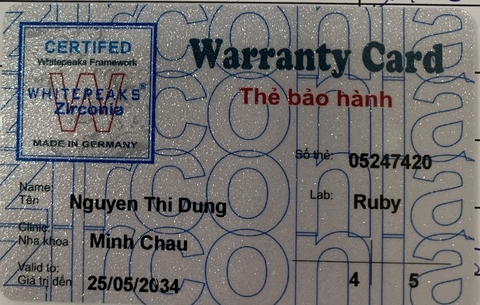 CERTIFED
Whitepeaks Framework
WHITEPEAKS®
Zirconia
MADE IN GERMANY
Warranty Card
Thẻ bảo hành
Số thẻ: 05247420
Name:
Tên Nguyen Thi Dung
Lab: Ruby
Clinic:
Nha khoa Minh Chau
Valid to:
Giá trị đến 25/05/2034
4 5